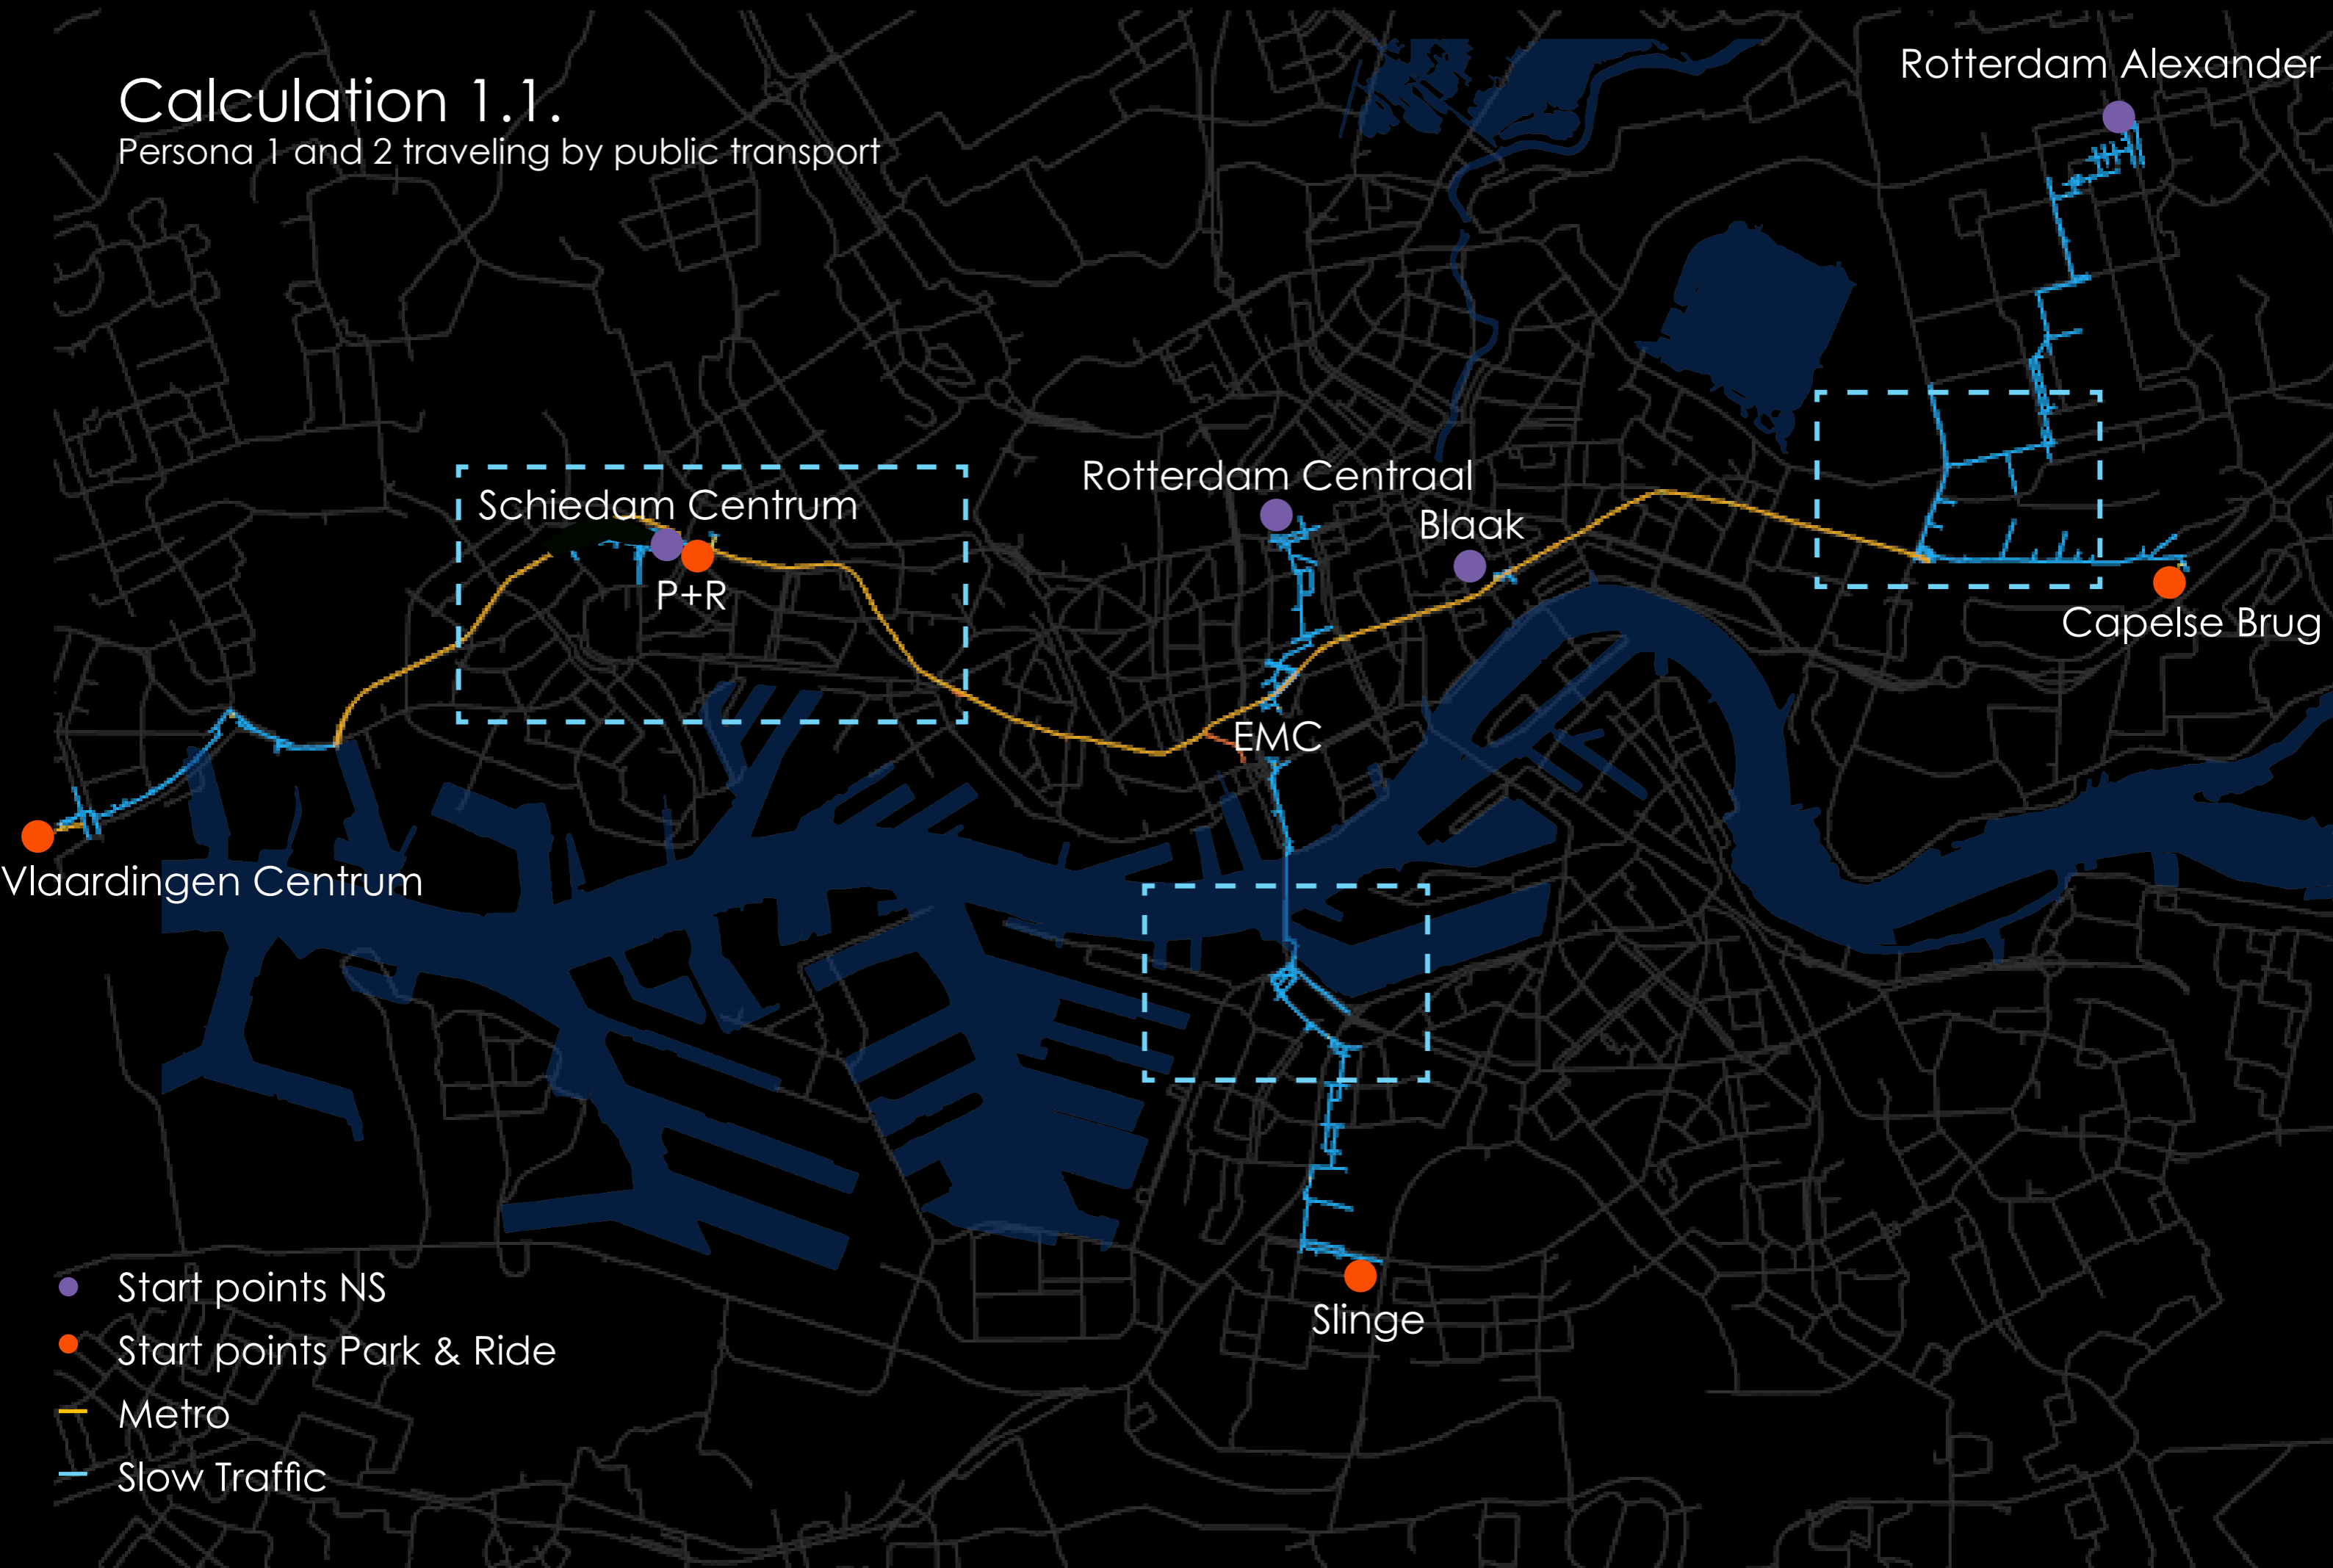 Calculation 1.1.
Persona 1 and 2 traveling by public transport
Rotterdam Alexander
Schiedam Centrum
P+R
Rotterdam Centraal
Blaak
Capelse Brug
EMC
Vlaardingen Centrum
Slinge
Start points NS
Start points Park & Ride
Metro
Slow Traffic